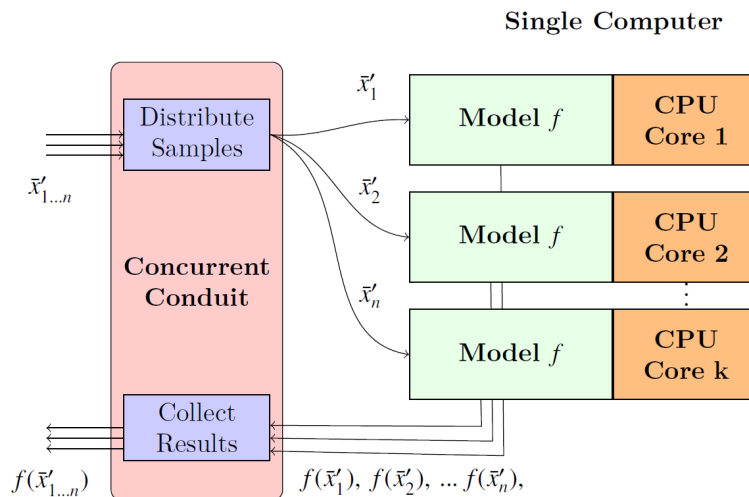 Single Computer
Distribute
Samples
x̄′₁...ₙ
Concurrent
Conduit
Collect
Results
f(x̄′₁...ₙ)
x̄′₁
x̄′₂
x̄′ₙ
Model f
CPU
Core 1
Model f
CPU
Core 2
⋮
Model f
CPU
Core k
f(x̄′₁), f(x̄′₂), ... f(x̄′ₙ),